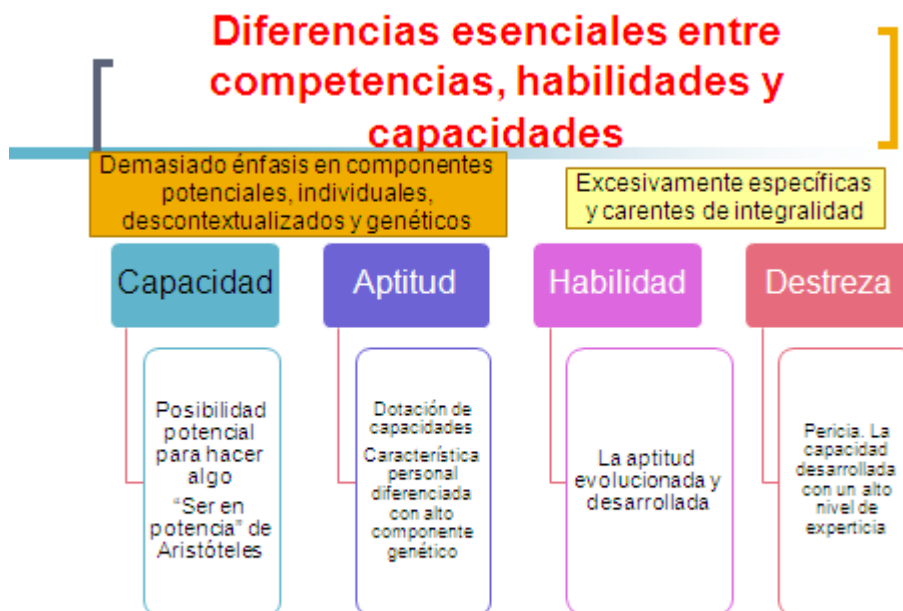 Diferencias esenciales entre
competencias, habilidades y
capacidades
Demasiado énfasis en componentes
potenciales, individuales,
descontextualizados y genéticos
Excesivamente específicas
y carentes de integralidad
Capacidad
Aptitud
Habilidad
Destreza
Posibilidad
potencial
para hacer
algo
“Ser en
potencia” de
Aristóteles
Dotación de
capacidades
Característica
personal
diferenciada
con alto
componente
genético
La aptitud
evolucionada y
desarrollada
Pericia. La
capacidad
desarrollada
con un alto
nivel de
experticia